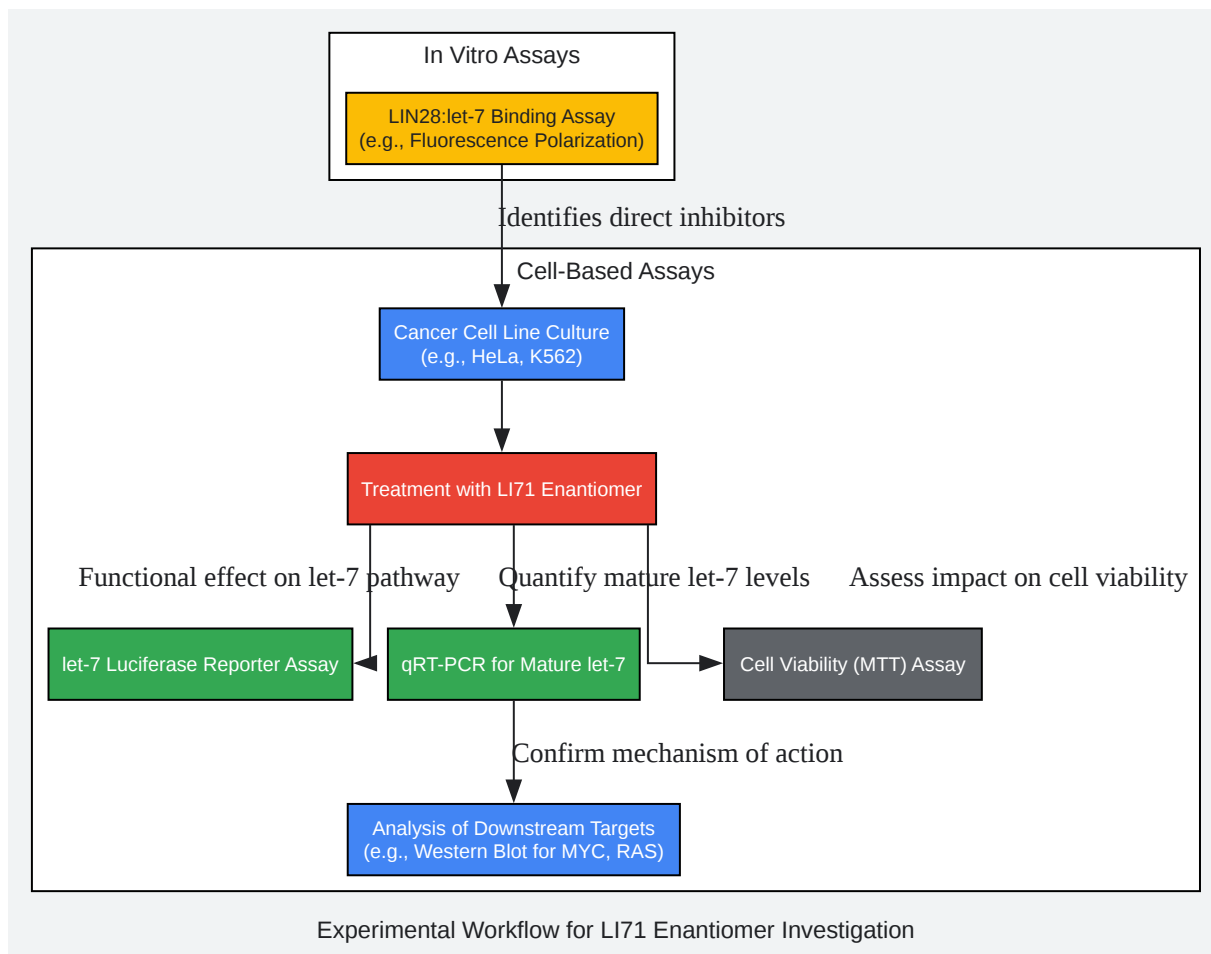 In Vitro Assays
LIN28:let-7 Binding Assay
(e.g., Fluorescence Polarization)
Identifies direct inhibitors
Cell-Based Assays
Cancer Cell Line Culture
(e.g., HeLa, K562)
Treatment with LI71 Enantiomer
Functional effect on let-7 pathway
Quantify mature let-7 levels
Assess impact on cell viability
let-7 Luciferase Reporter Assay
qRT-PCR for Mature let-7
Cell Viability (MTT) Assay
Confirm mechanism of action
Analysis of Downstream Targets
(e.g., Western Blot for MYC, RAS)
Experimental Workflow for LI71 Enantiomer Investigation